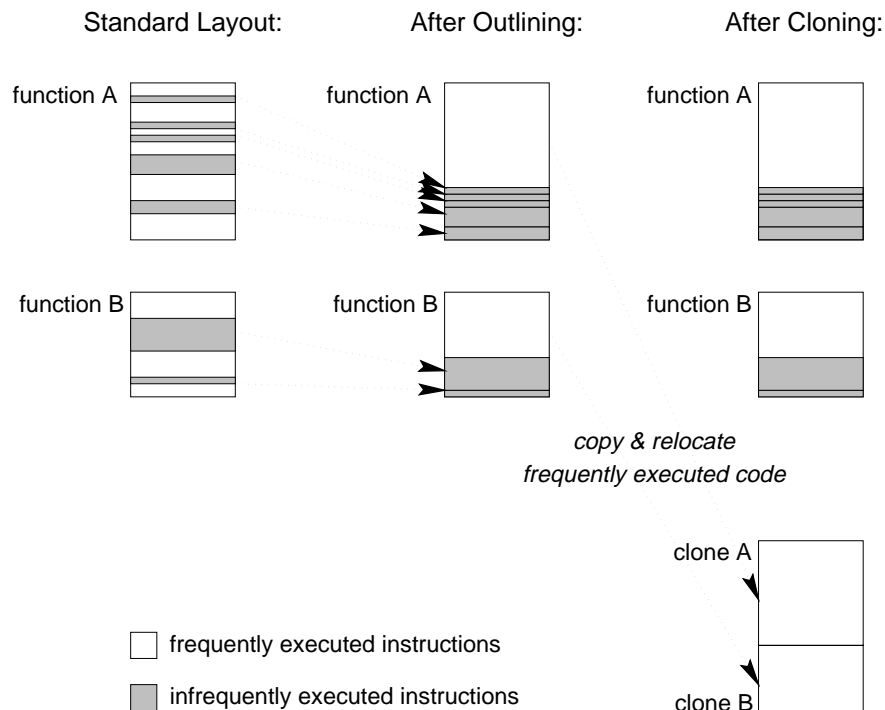 Standard Layout:
After Outlining:
After Cloning:
function A
function A
function A
function B
function B
function B
copy & relocate
frequently executed code
clone A
frequently executed instructions
infrequently executed instructions
clone B